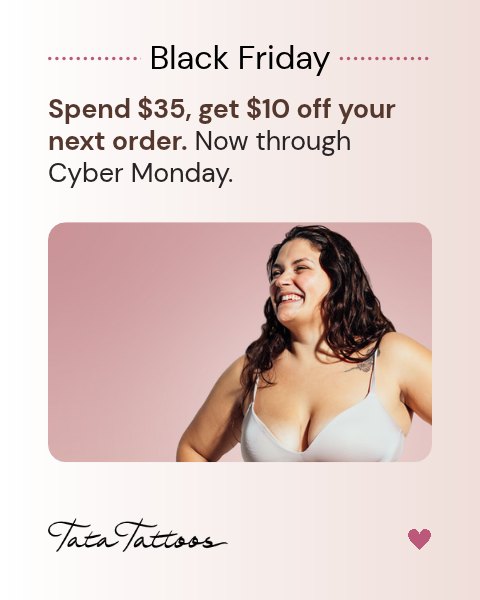 Black Friday
Spend $35, get $10 off your
next order. Now through
Cyber Monday.
Tata Tattoos